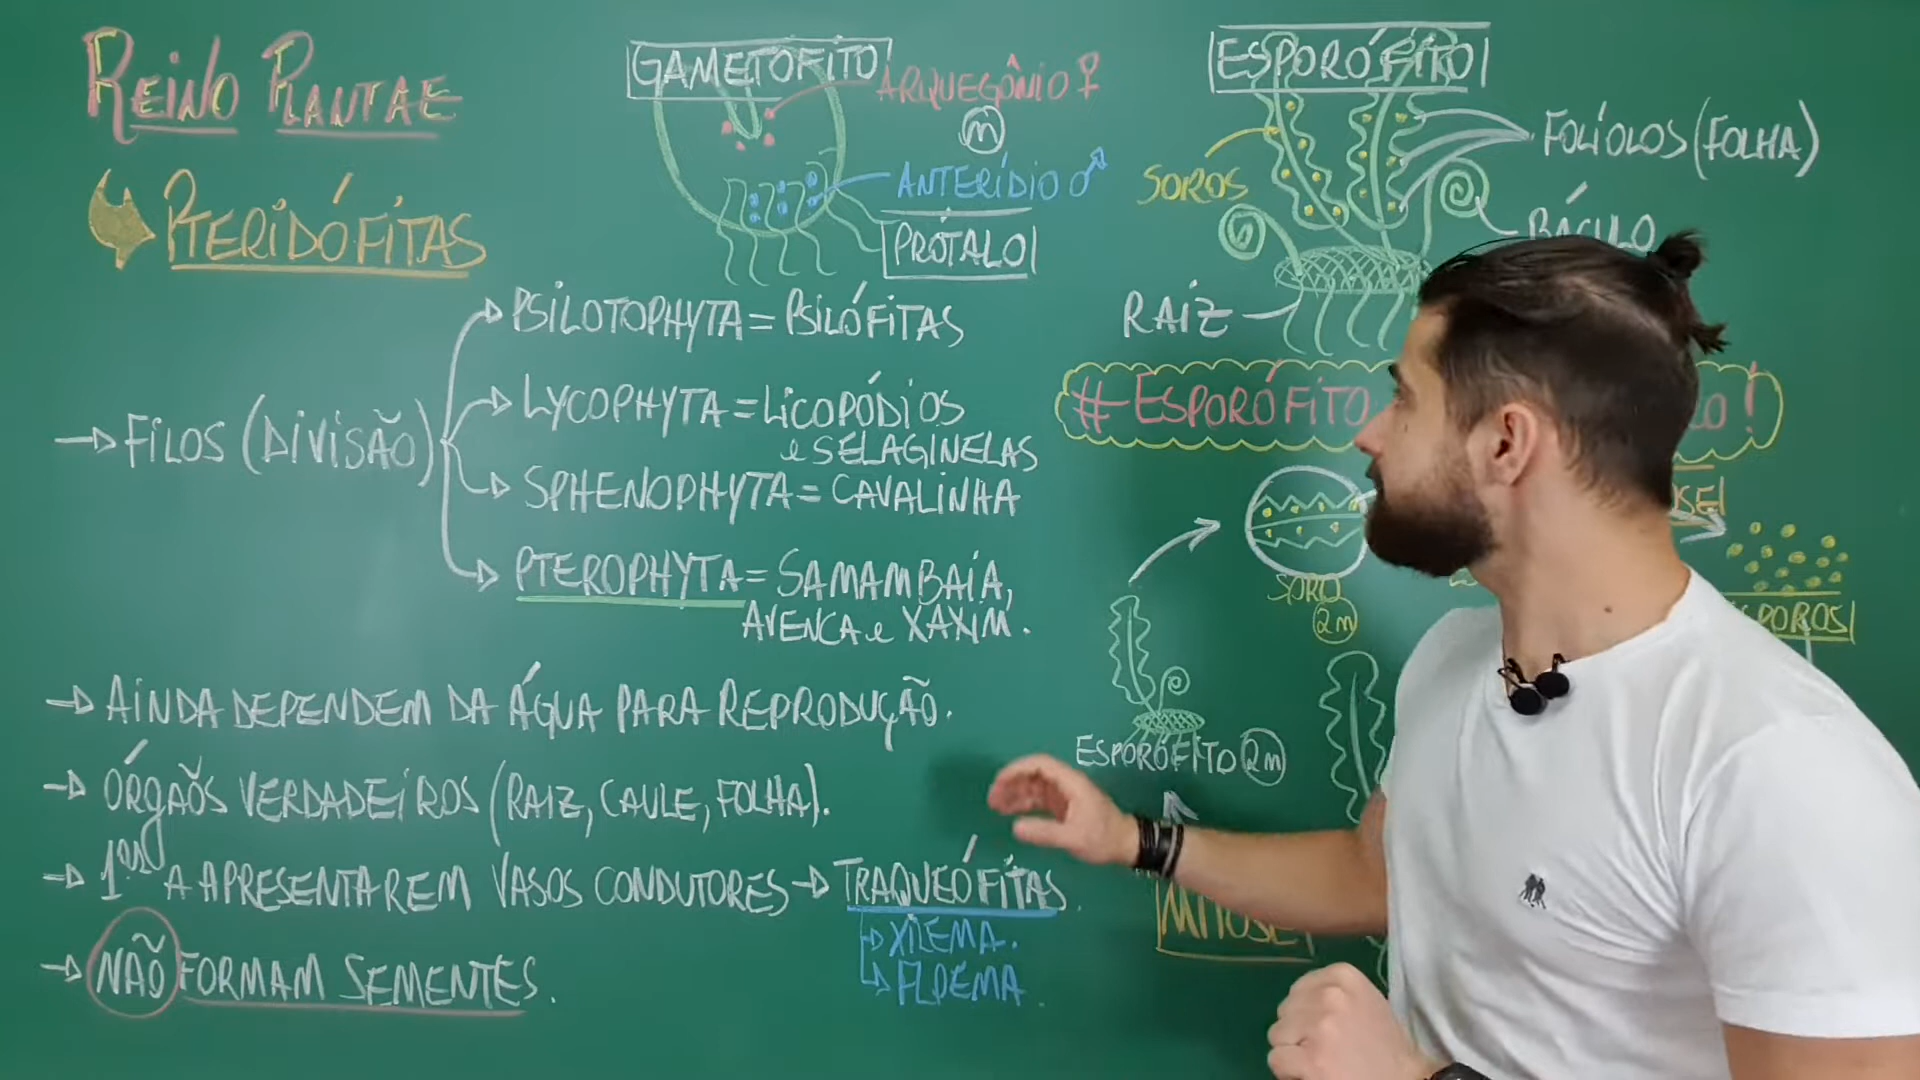 REINO PLANTAE
PTERIDÓFITAS
GAMETÓFITO
ARQUEGÔNIO ♀
n
ANTERÍDIO ♂
PRÓTALO
ESPORÓFITO
SOROS
FOLÍOLOS (FOLHA)
BÁCULO
RAIZ
→ FILOS (DIVISÃO)
→ PSILOTOPHYTA = PSILÓFITAS
→ LYCOPHYTA = LICOPÓDIOS
e SELAGINELAS
→ SPHENOPHYTA = CAVALINHA
→ PTEROPHYTA = SAMAMBAIA,
AVENCA e XAXIM.
→ AINDA DEPENDEM DA ÁGUA PARA REPRODUÇÃO.
→ ÓRGÃOS VERDADEIROS (RAIZ, CAULE, FOLHA).
→ 1ᵒˢ A APRESENTAREM VASOS CONDUTORES → TRAQUEÓFITAS.
→ XILEMA.
→ FLOEMA.
→ NÃO FORMAM SEMENTES.
# ESPORÓFITO
SORO
2n
ESPORÓFITO 2n
MITOSE